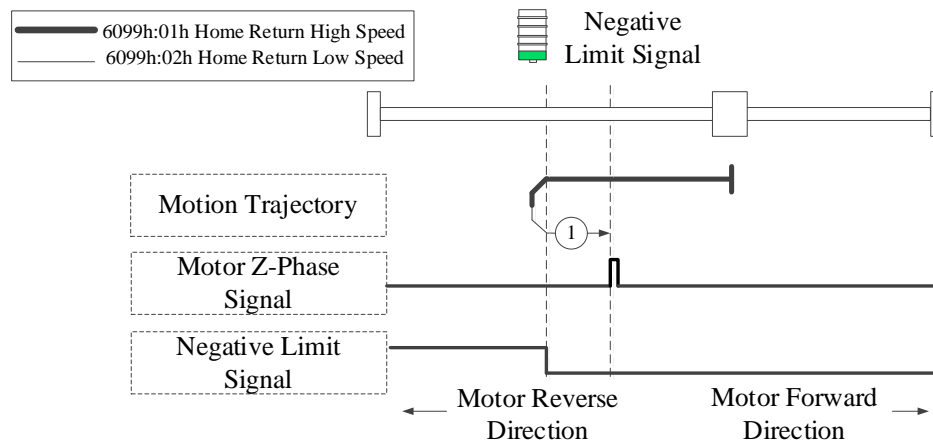 6099h:01h Home Return High Speed
6099h:02h Home Return Low Speed
Negative
Limit Signal
Motion Trajectory
1
Motor Z-Phase
Signal
Negative Limit
Signal
Motor Reverse
Direction
Motor Forward
Direction